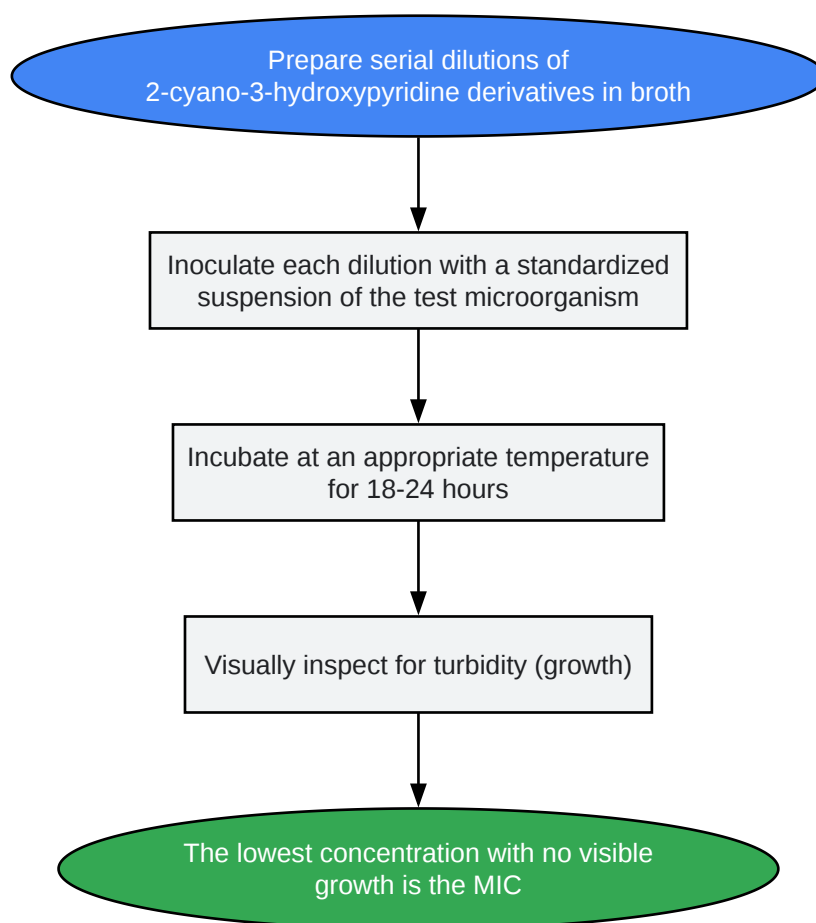 Prepare serial dilutions of
2-cyano-3-hydroxypyridine derivatives in broth
Inoculate each dilution with a standardized
suspension of the test microorganism
Incubate at an appropriate temperature
for 18-24 hours
Visually inspect for turbidity (growth)
The lowest concentration with no visible
growth is the MIC